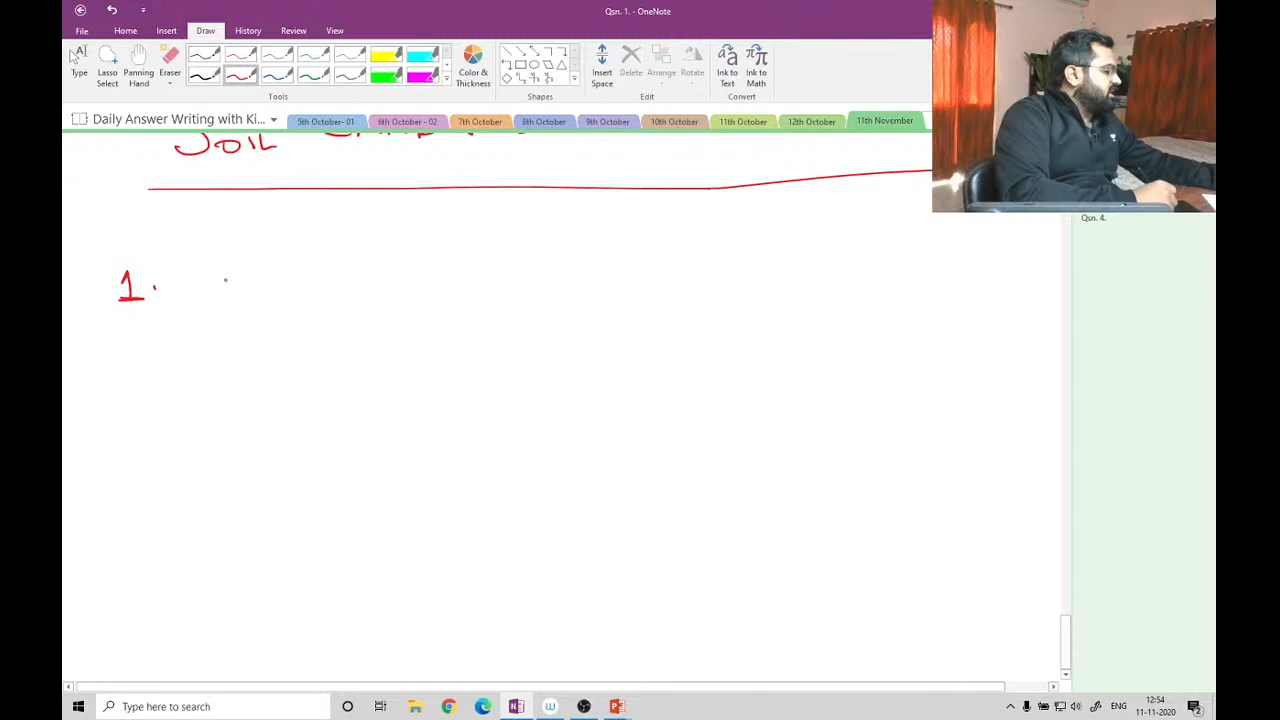 Qsn. 1. - OneNote
File Home Insert Draw History Review View
Type
Lasso Select
Panning Hand
Eraser
Color & Thickness
Insert Space
Delete
Arrange
Rotate
Ink to Text
Ink to Math
Tools
Shapes
Edit
Convert
Daily Answer Writing with Ki...
5th October- 01
6th October - 02
7th October
8th October
9th October
10th October
11th October
12th October
11th November
Qsn. 4.
1.
Type here to search
ENG
12:54
11-11-2020
2